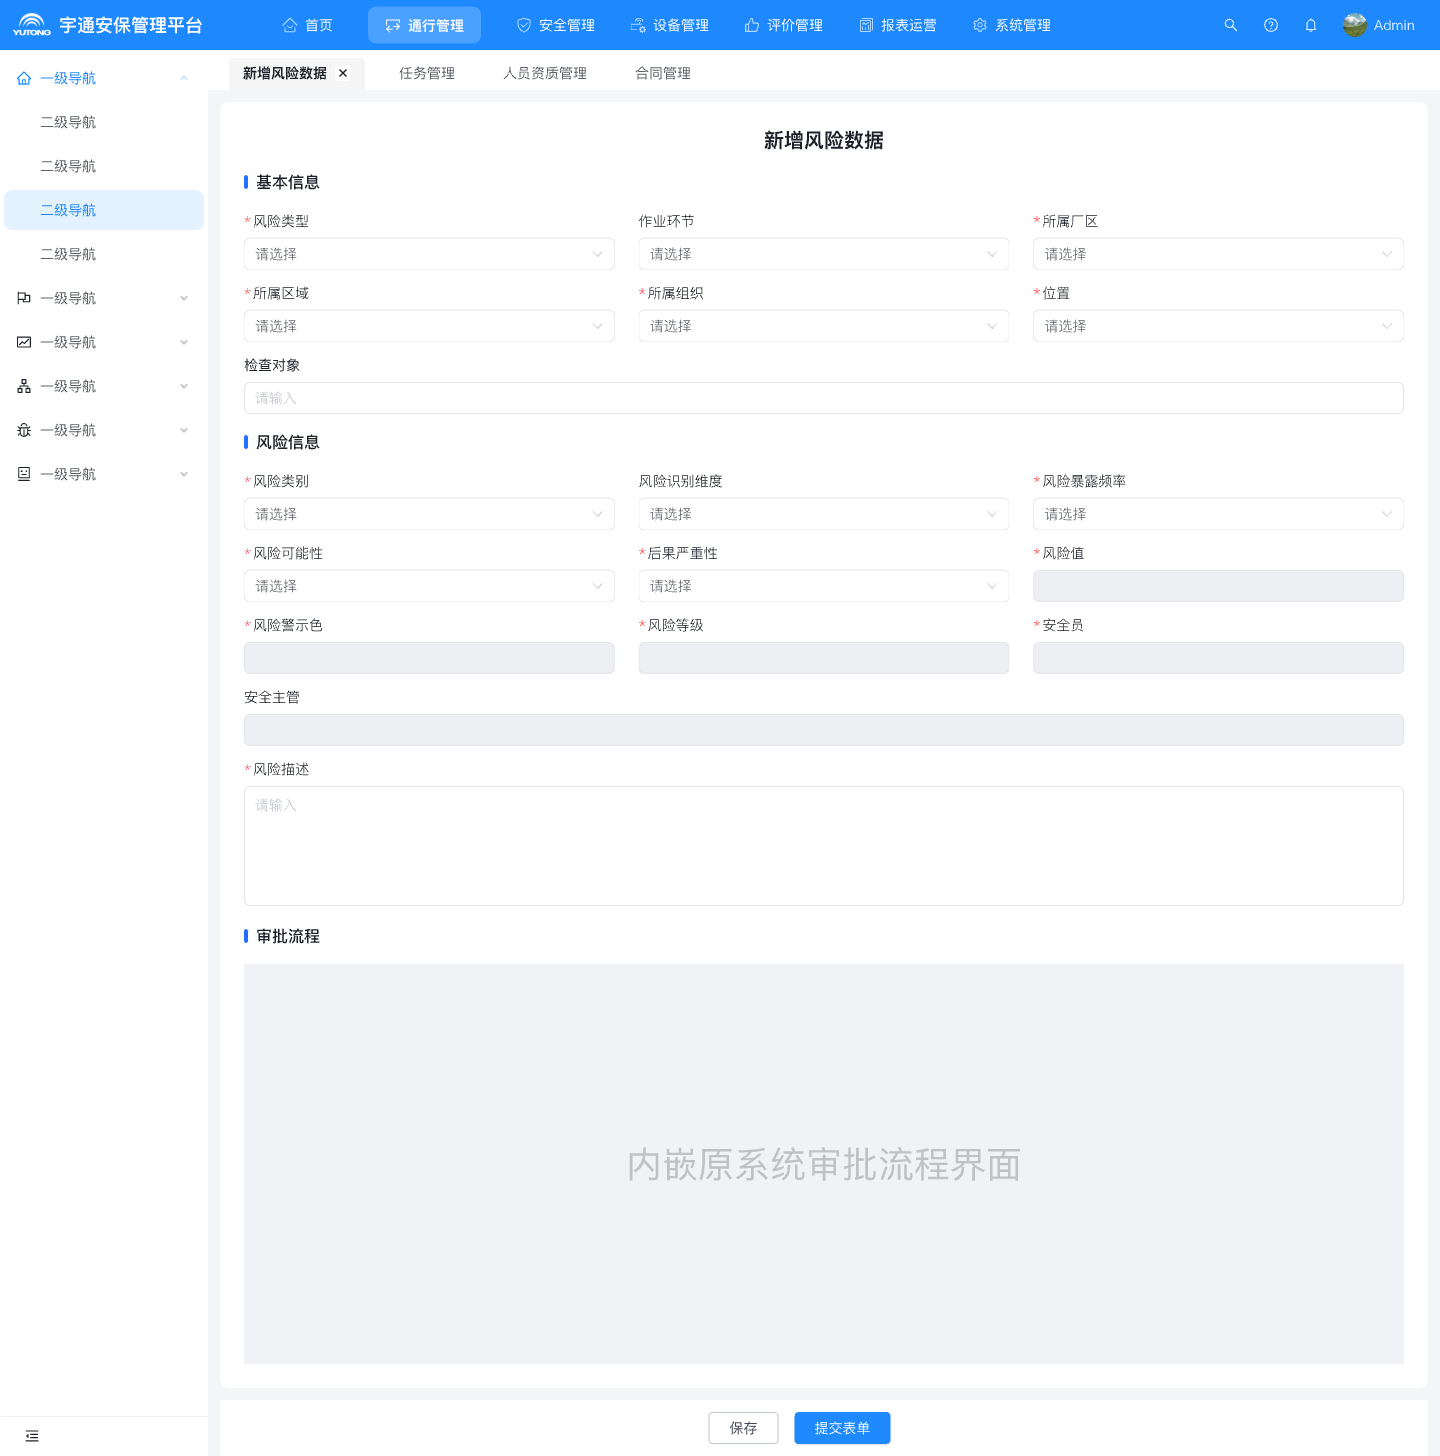 YUTONG 宇通安保管理平台 首页 通行管理 安全管理 设备管理 评价管理 报表运营 系统管理 Admin
一级导航
二级导航
二级导航
二级导航
二级导航
一级导航
一级导航
一级导航
一级导航
一级导航
新增风险数据 任务管理 人员资质管理 合同管理
新增风险数据
基本信息
*风险类型 作业环节 *所属厂区
请选择 请选择 请选择
*所属区域 *所属组织 *位置
请选择 请选择 请选择
检查对象
请输入
风险信息
*风险类别 风险识别维度 *风险暴露频率
请选择 请选择 请选择
*风险可能性 *后果严重性 *风险值
请选择 请选择
*风险警示色 *风险等级 *安全员
安全主管
*风险描述
请输入
审批流程
内嵌原系统审批流程界面
保存 提交表单